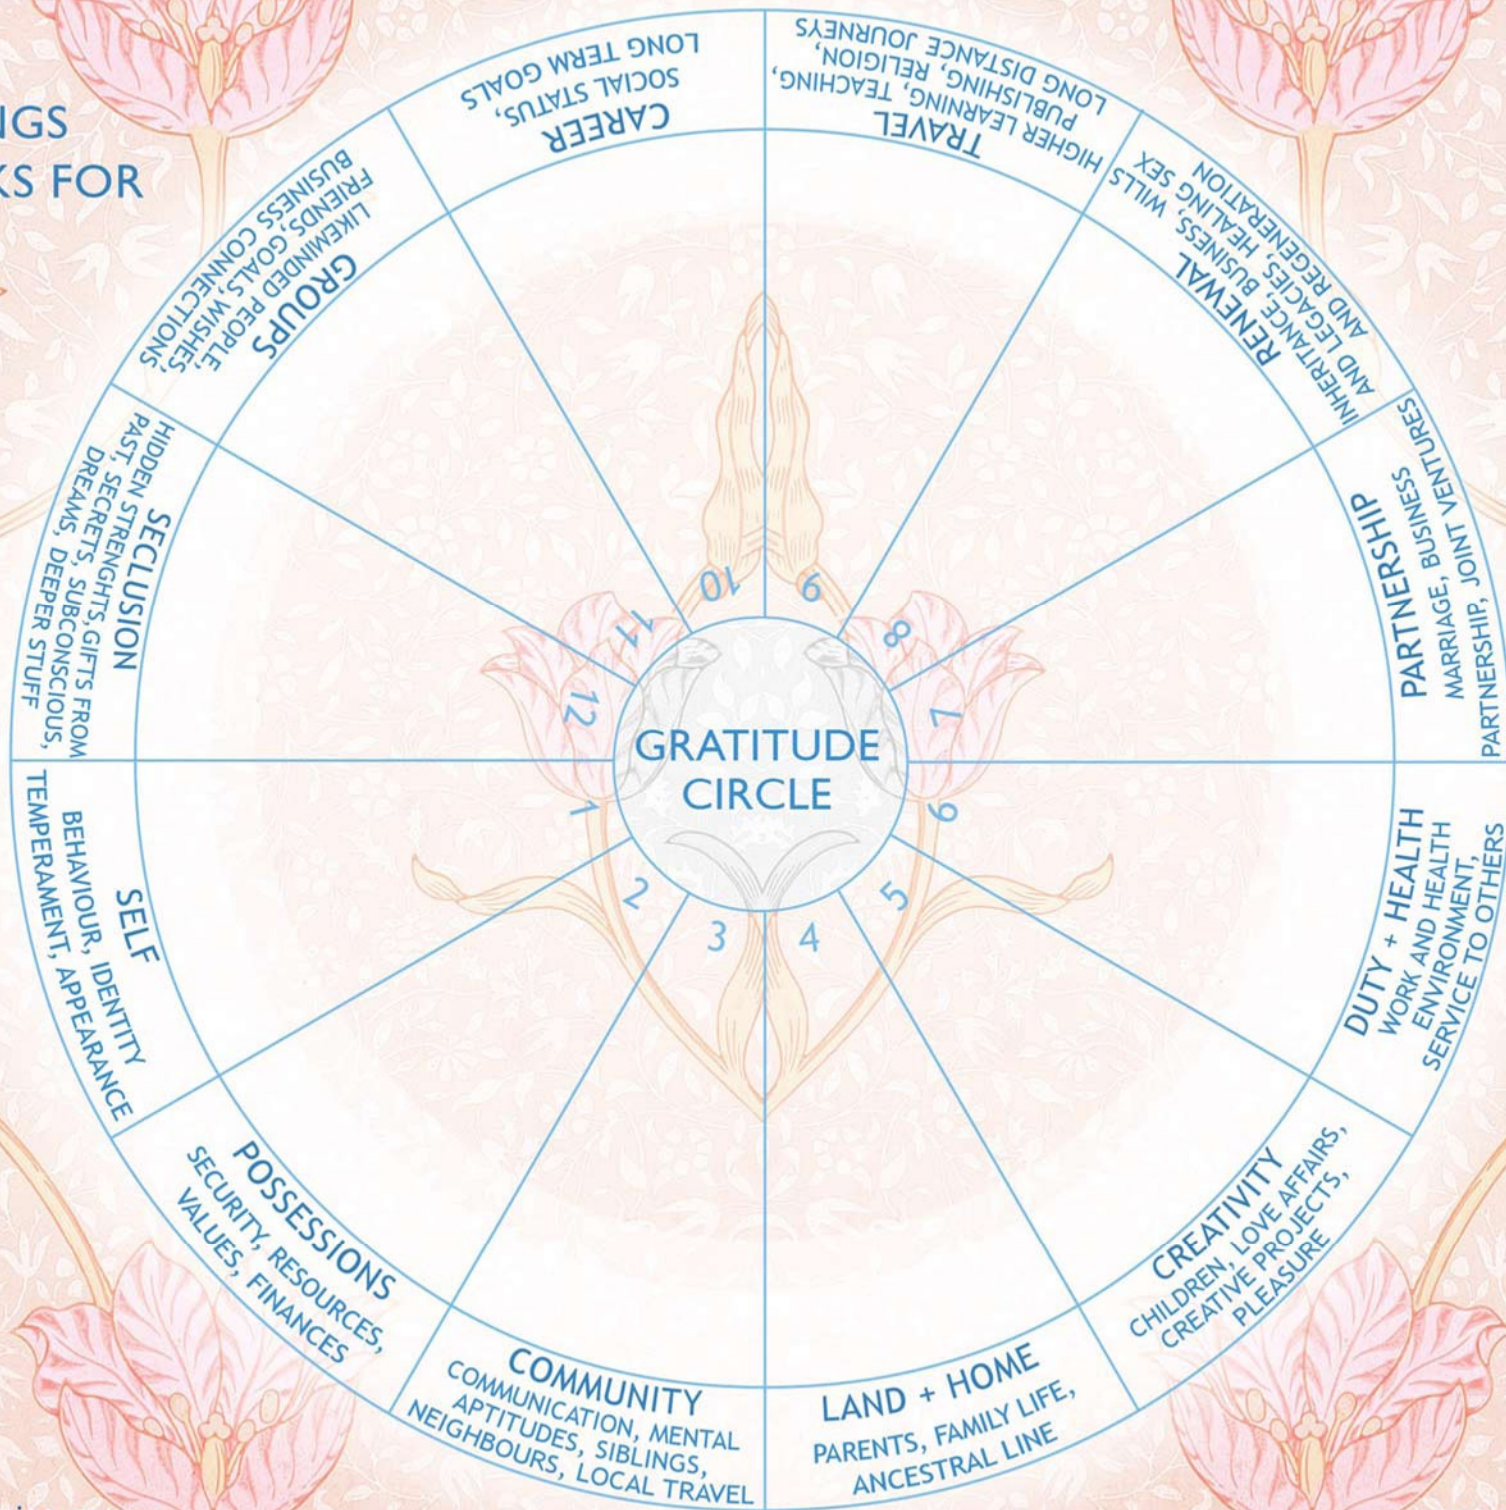 NGS
KS FOR
GRATITUDE
CIRCLE
1
SELF
BEHAVIOUR, IDENTITY
TEMPERAMENT, APPEARANCE
2
POSSESSIONS
SECURITY, RESOURCES,
VALUES, FINANCES
3
COMMUNITY
COMMUNICATION, MENTAL
APTITUDES, SIBLINGS,
NEIGHBOURS, LOCAL TRAVEL
4
LAND + HOME
PARENTS, FAMILY LIFE,
ANCESTRAL LINE
5
CREATIVITY
CHILDREN, LOVE AFFAIRS,
CREATIVE PROJECTS,
PLEASURE
6
DUTY + HEALTH
WORK AND HEALTH
ENVIRONMENT,
SERVICE TO OTHERS
7
PARTNERSHIP
MARRIAGE, BUSINESS
PARTNERSHIP, JOINT VENTURES
8
RENEWAL
INHERITANCE, BUSINESS, WILLS
AND LEGACIES, HEALING SEX
AND REGENERATION
9
TRAVEL
HIGHER LEARNING, TEACHING,
PUBLISHING, RELIGION,
LONG DISTANCE JOURNEYS
10
CAREER
SOCIAL STATUS,
LONG TERM GOALS
11
GROUPS
LIKEMINDED PEOPLE,
FRIENDS, GOALS, WISHES,
BUSINESS CONNECTIONS
12
SECLUSION
HIDDEN STRENGHTS, GIFTS FROM
PAST, SECRETS, SUBCONSCIOUS,
DREAMS, DEEPER STUFF